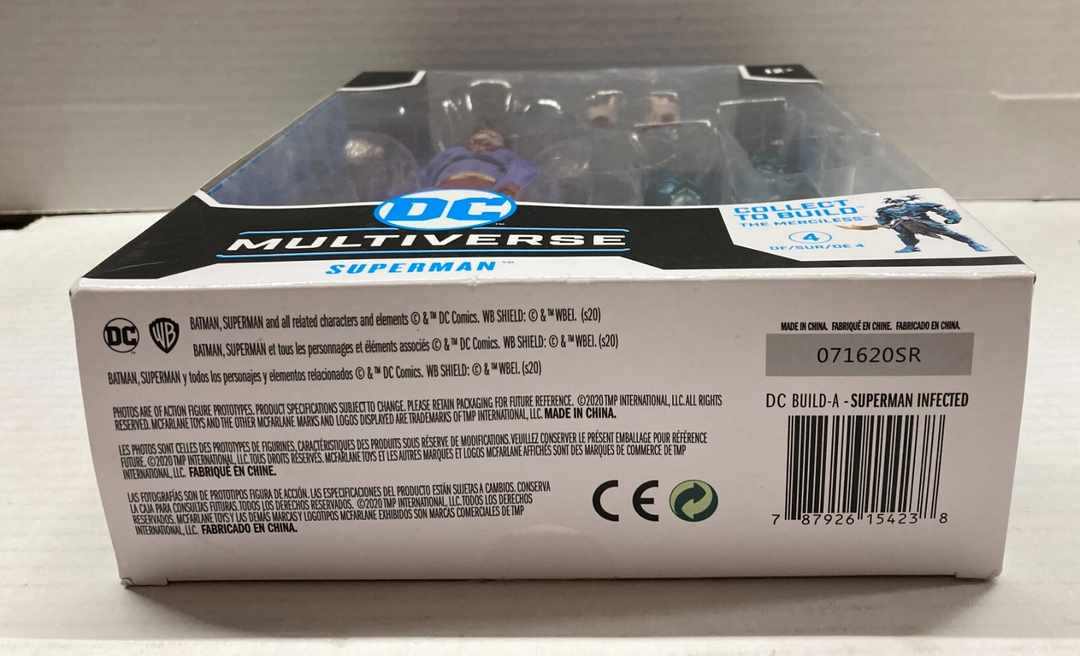 12+
DC
MULTIVERSE
SUPERMAN™
COLLECT
TO BUILD™
THE MERCILESS™
4
OF/SUR/DE 4
DC WB
BATMAN, SUPERMAN and all related characters and elements © & ™ DC Comics. WB SHIELD: © & ™ WBEI. (s20)
BATMAN, SUPERMAN et tous les personnages et éléments associés © & ™ DC Comics. WB SHIELD: © & ™ WBEI. (s20)
BATMAN, SUPERMAN y todos los personajes y elementos relacionados © & ™ DC Comics. WB SHIELD: © & ™ WBEI. (s20)
PHOTOS ARE OF ACTION FIGURE PROTOTYPES. PRODUCT SPECIFICATIONS SUBJECT TO CHANGE. PLEASE RETAIN PACKAGING FOR FUTURE REFERENCE. ©2020 TMP INTERNATIONAL, LLC. ALL RIGHTS
RESERVED. MCFARLANE TOYS AND THE OTHER MCFARLANE MARKS AND LOGOS DISPLAYED ARE TRADEMARKS OF TMP INTERNATIONAL, LLC. MADE IN CHINA.
LES PHOTOS SONT CELLES DES PROTOTYPES DE FIGURINES. CARACTÉRISTIQUES DES PRODUITS SOUS RÉSERVE DE MODIFICATIONS. VEUILLEZ CONSERVER LE PRÉSENT EMBALLAGE POUR RÉFÉRENCE
FUTURE. ©2020 TMP INTERNATIONAL, LLC. TOUS DROITS RÉSERVÉS. MCFARLANE TOYS ET LES AUTRES MARQUES ET LOGOS MCFARLANE AFFICHÉS SONT DES MARQUES DE COMMERCE DE TMP
INTERNATIONAL, LLC. FABRIQUÉ EN CHINE.
LAS FOTOGRAFÍAS SON DE PROTOTIPOS FIGURA DE ACCIÓN. LAS ESPECIFICACIONES DEL PRODUCTO ESTÁN SUJETAS A CAMBIOS. CONSERVA
LA CAJA PARA CONSULTAS FUTURAS. TODOS LOS DERECHOS RESERVADOS. ©2020 TMP INTERNATIONAL, LLC. TODOS LOS DERECHOS
RESERVADOS. MCFARLANE TOYS Y LAS DEMÁS MARCAS Y LOGOTIPOS MCFARLANE EXHIBIDOS SON MARCAS COMERCIALES DE TMP
INTERNATIONAL, LLC. FABRICADO EN CHINA.
CE
MADE IN CHINA. FABRIQUÉ EN CHINE. FABRICADO EN CHINA.
071620SR
DC BUILD-A - SUPERMAN INFECTED
7 87926 15423 8